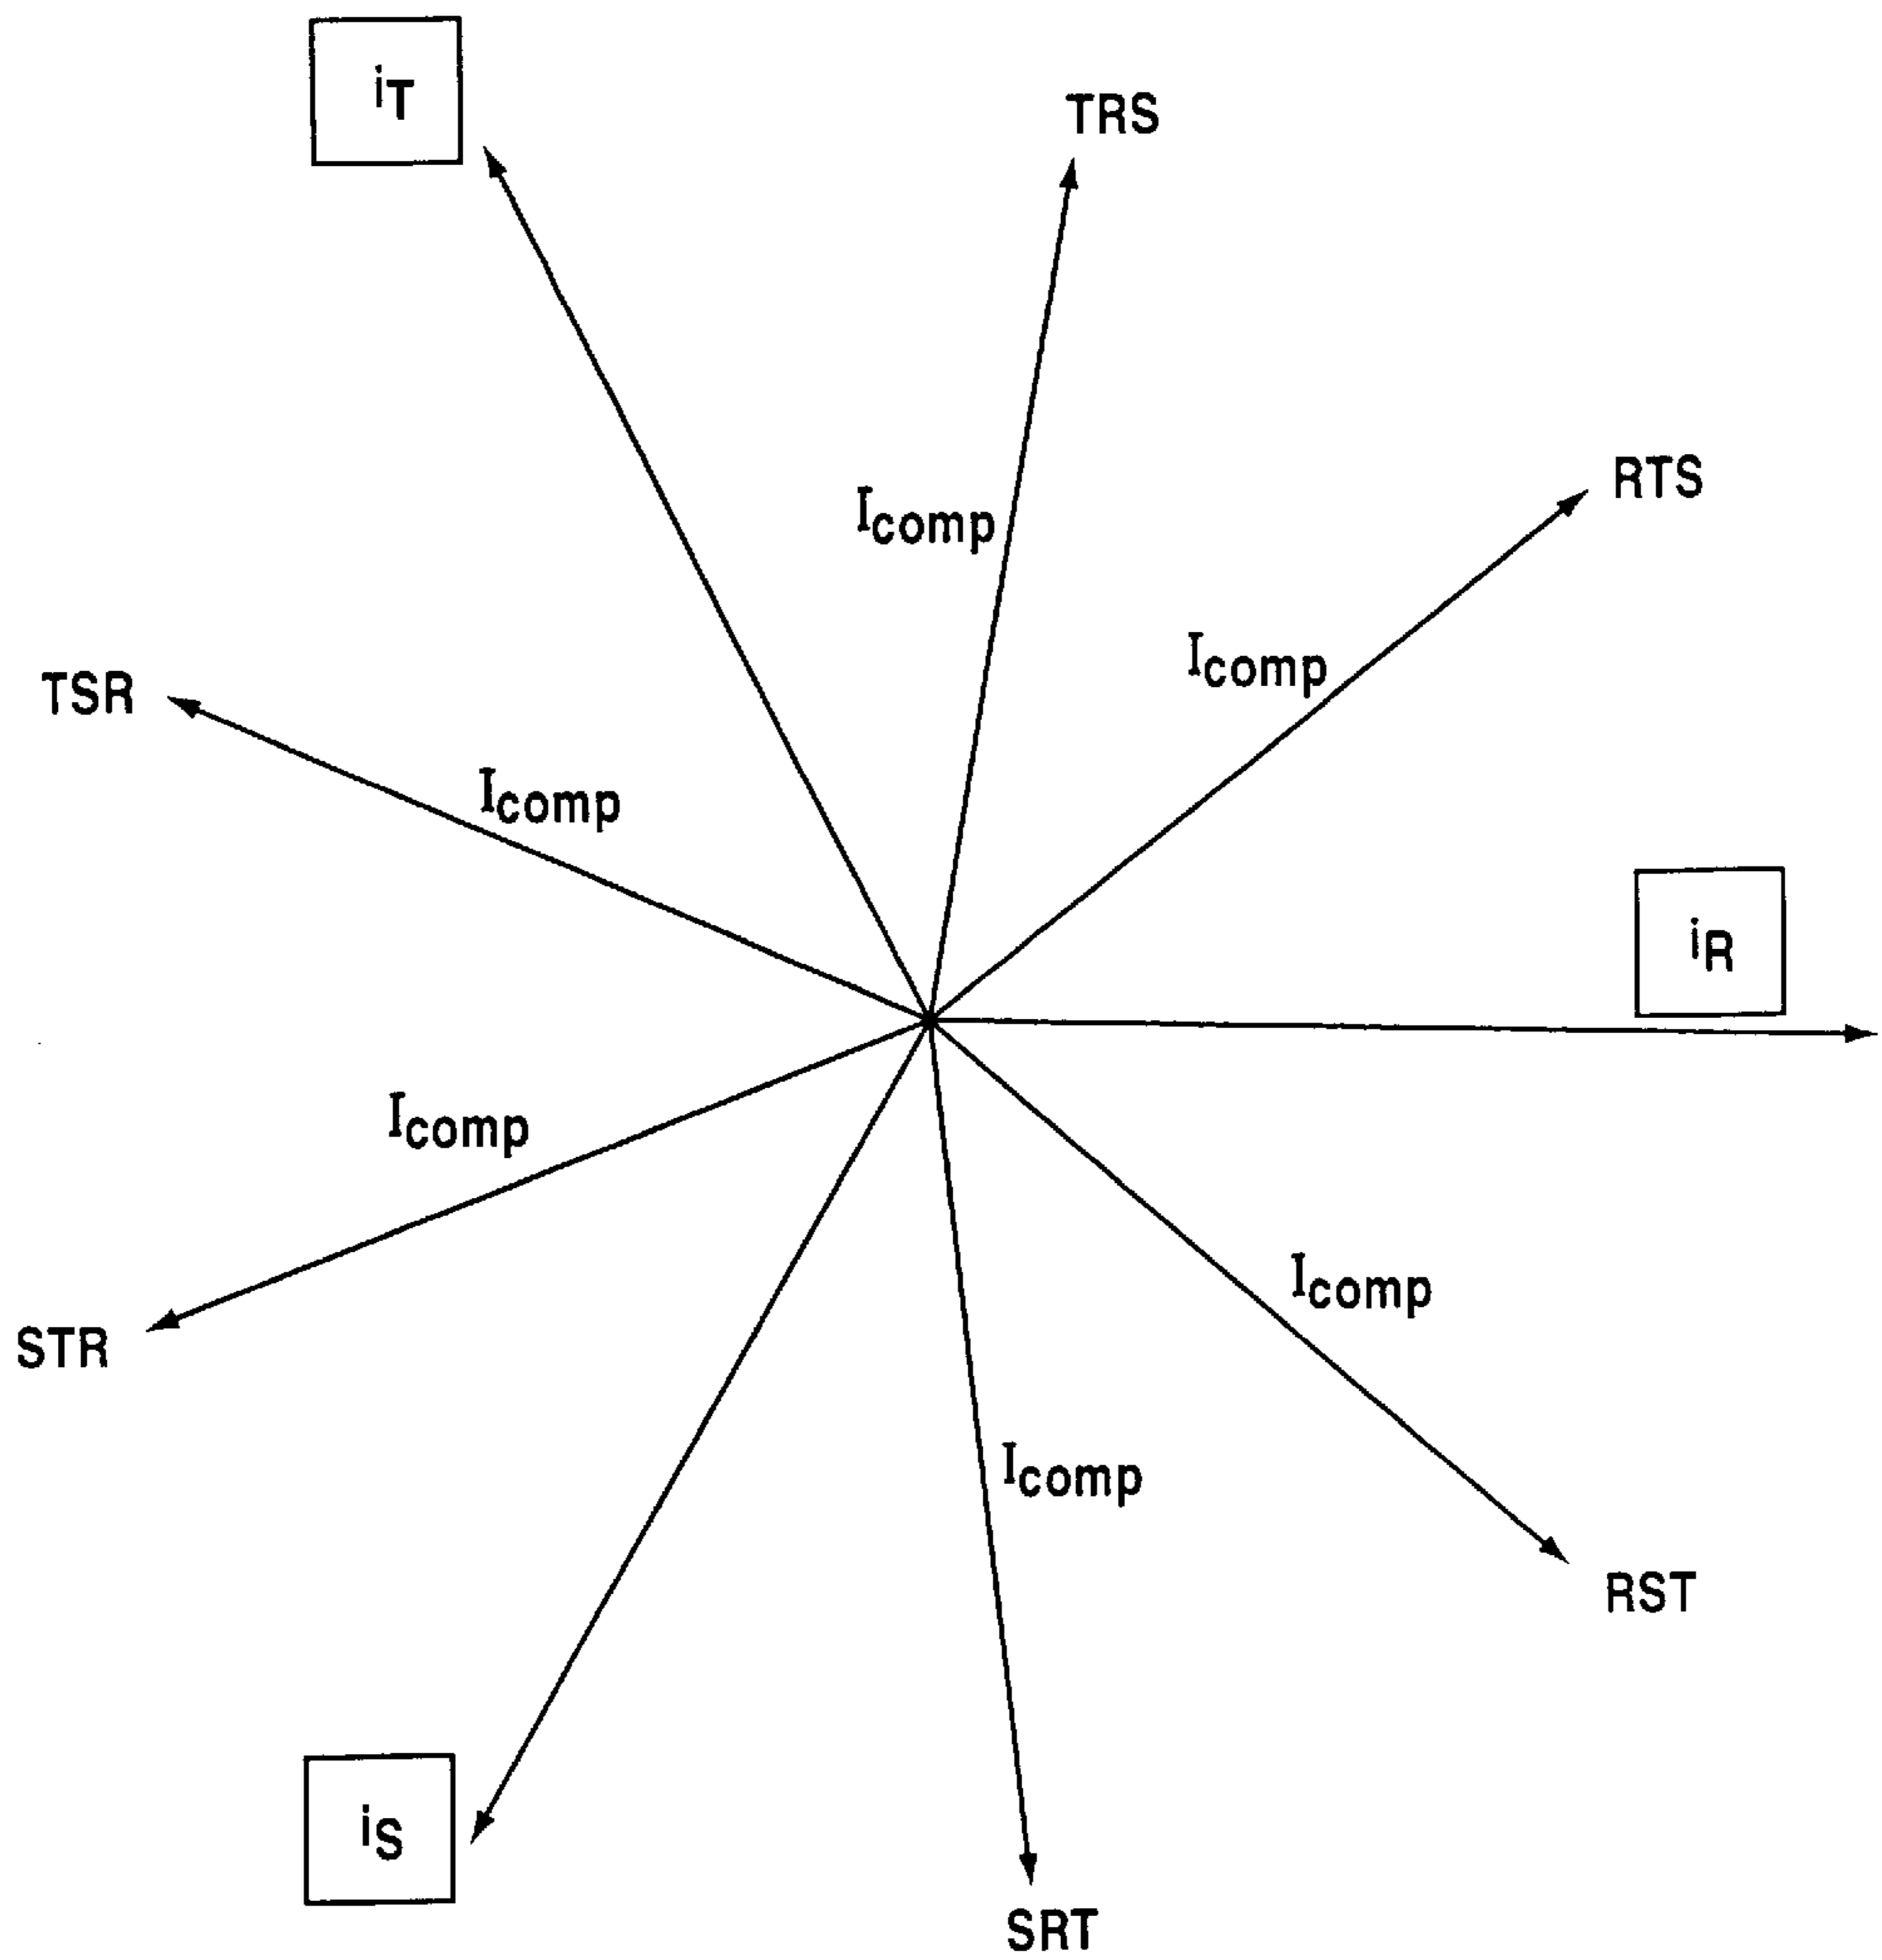 iT
TRS
RTS
Icomp
Icomp
TSR
Icomp
iR
Icomp
STR
Icomp
Icomp
RST
iS
SRT